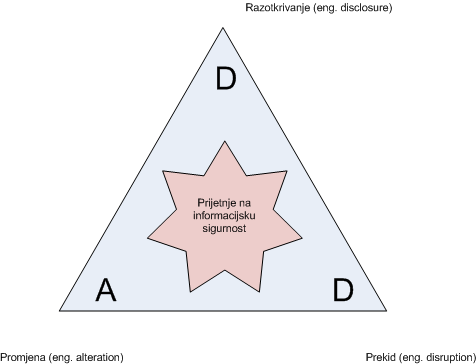 Razotkrivanje (eng. disclosure)
D
Prijetnje na
informacijsku
sigurnost
A
D
Promjena (eng. alteration)
Prekid (eng. disruption)